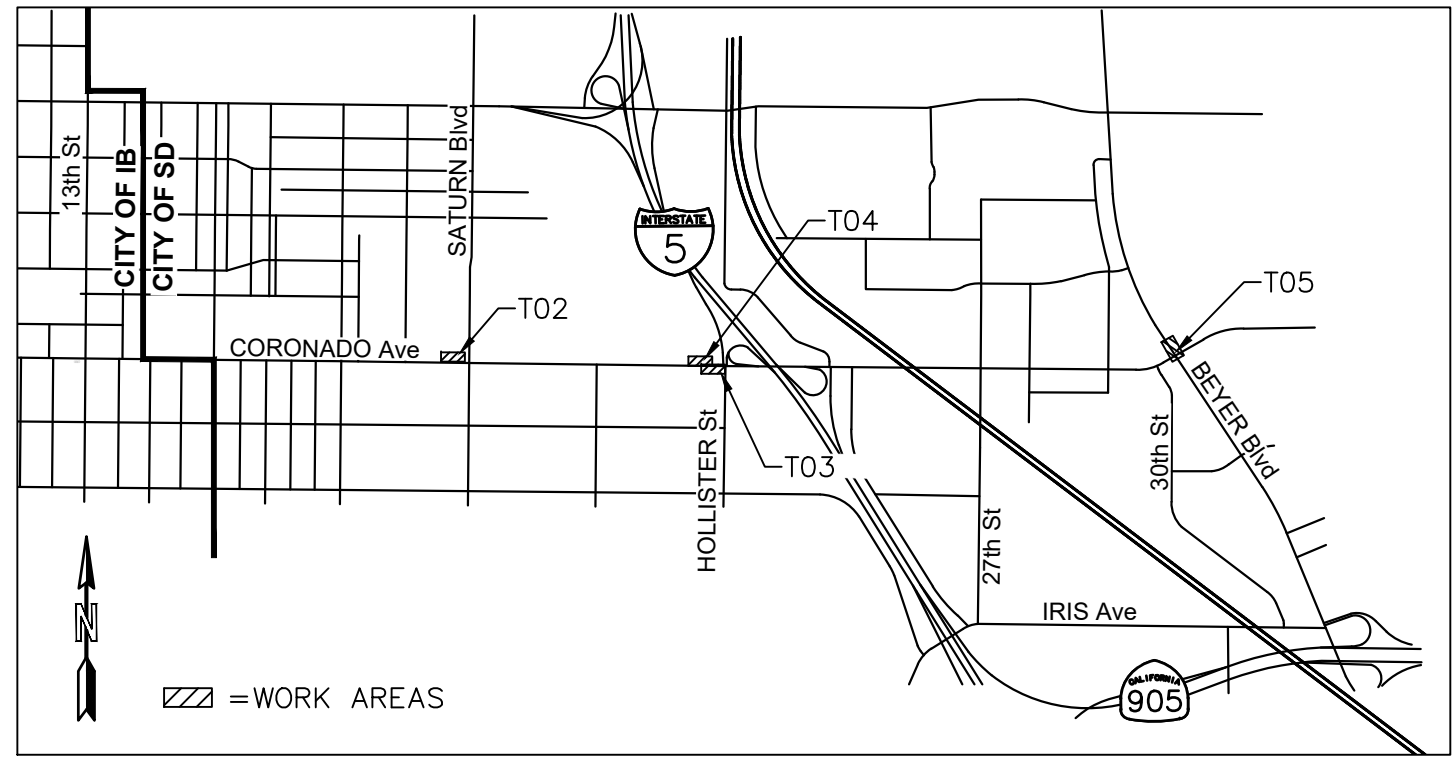 13th St
CITY OF IB
CITY OF SD
SATURN Blvd
INTERSTATE
5
T04
T02
T05
CORONADO Ave
BEYER Blvd
HOLLISTER St
T03
30th St
27th St
IRIS Ave
N
=WORK AREAS
CALIFORNIA
905